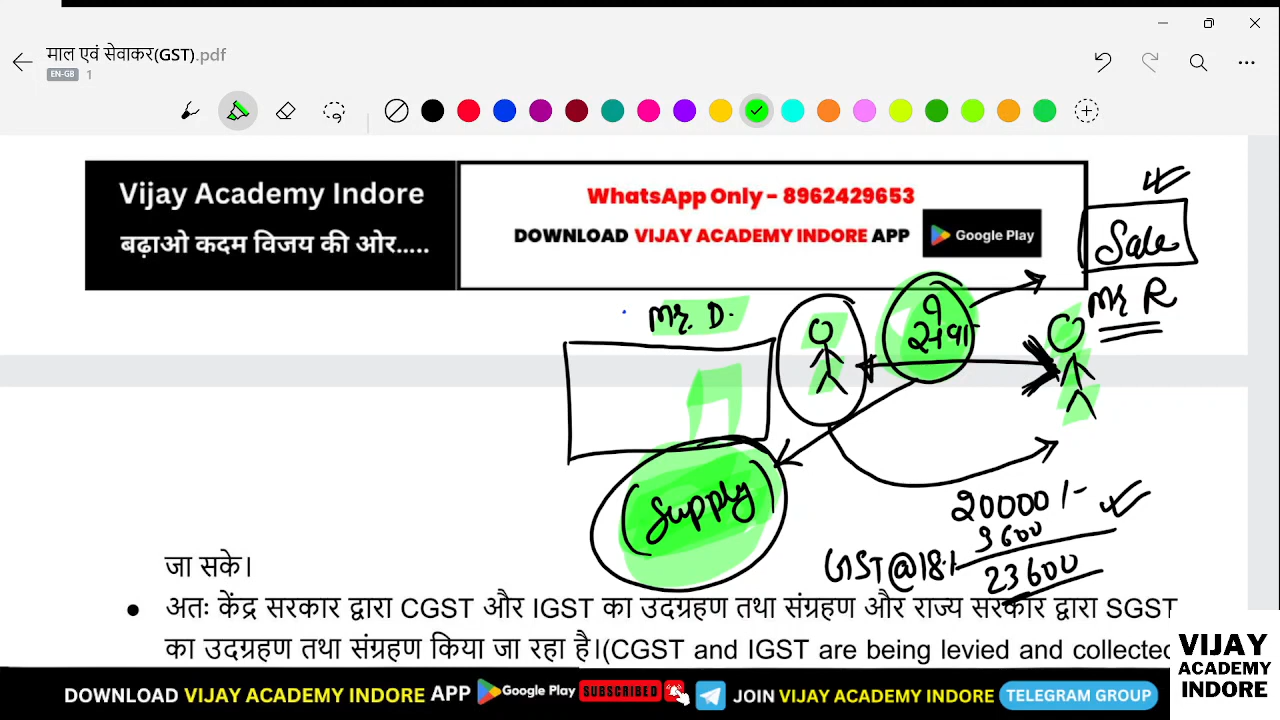 माल एवं सेवाकर(GST).pdf
EN-GB 1
Vijay Academy Indore
बढ़ाओ कदम विजय की ओर.....
WhatsApp Only - 8962429653
DOWNLOAD VIJAY ACADEMY INDORE APP
Google Play
Sale
Mr R
Mr. D.
सेवा
(Supply)
20000/-
3600
GST@18%
23600
जा सके।
• अतः केंद्र सरकार द्वारा CGST और IGST का उदग्रहण तथा संग्रहण और राज्य सरकार द्वारा SGST
का उदग्रहण तथा संग्रहण किया जा रहा है।(CGST and IGST are being levied and collected
VIJAY
ACADEMY
INDORE
DOWNLOAD VIJAY ACADEMY INDORE APP Google Play SUBSCRIBED JOIN VIJAY ACADEMY INDORE TELEGRAM GROUP